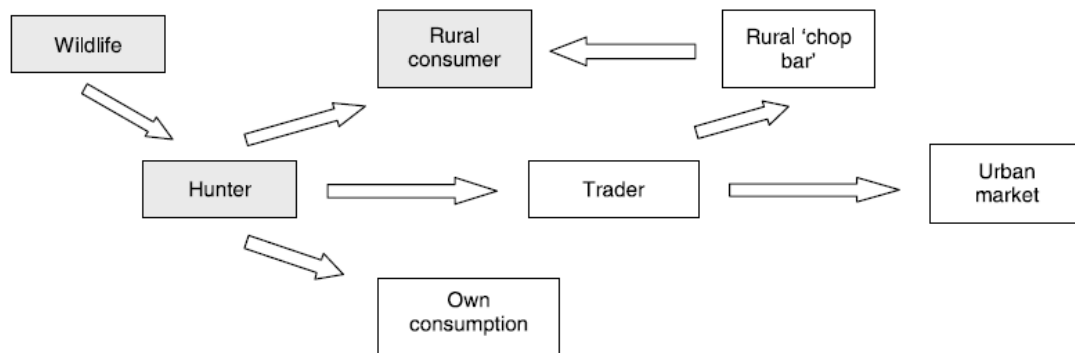 Wildlife
Rural
consumer
Rural ‘chop
bar’
Hunter
Trader
Urban
market
Own
consumption